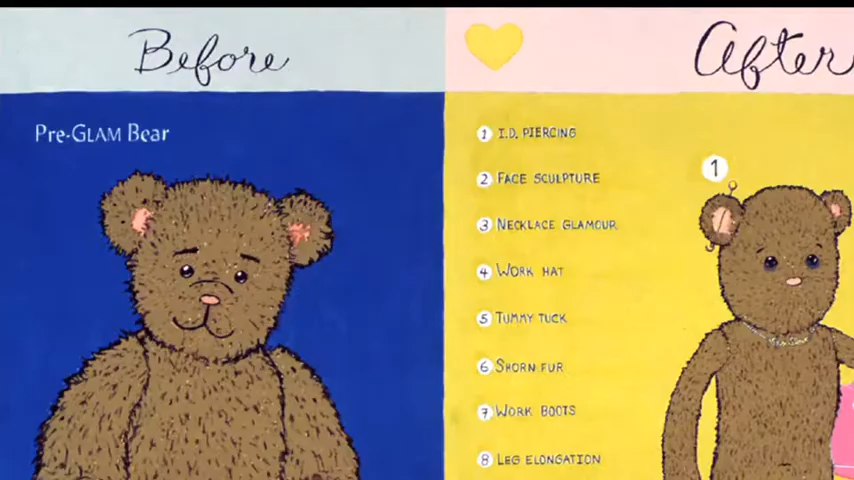 Before
After
Pre-GLAM Bear
1 I.D. PIERCING
1
2 FACE SCULPTURE
3 NECKLACE GLAMOUR
4 WORK HAT
5 TUMMY TUCK
6 SHORN FUR
7 WORK BOOTS
8 LEG ELONGATION